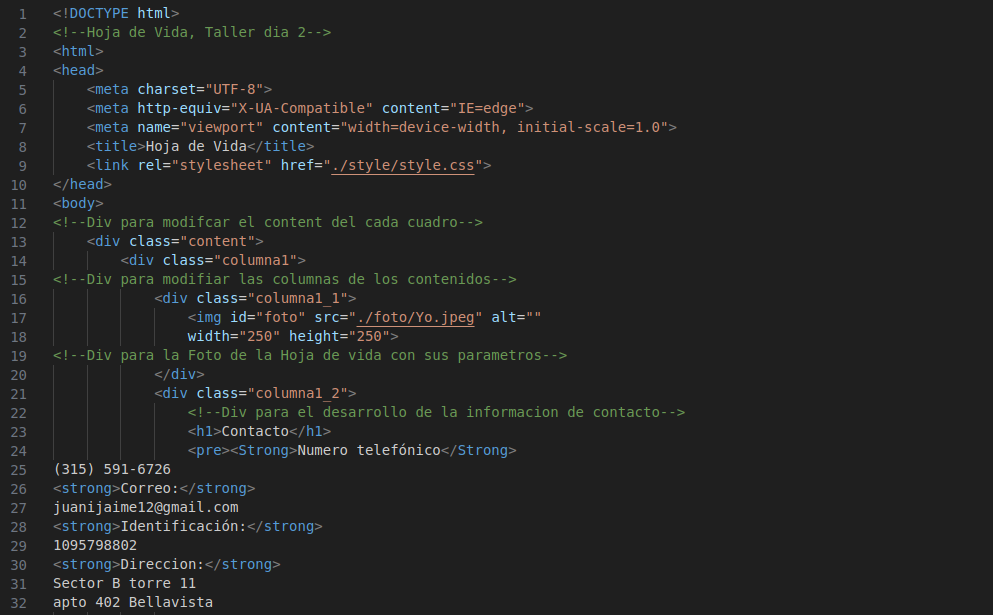 1 <!DOCTYPE html>
2 <!--Hoja de Vida, Taller dia 2-->
3 <html>
4 <head>
5 <meta charset="UTF-8">
6 <meta http-equiv="X-UA-Compatible" content="IE=edge">
7 <meta name="viewport" content="width=device-width, initial-scale=1.0">
8 <title>Hoja de Vida</title>
9 <link rel="stylesheet" href="./style/style.css">
10 </head>
11 <body>
12 <!--Div para modifcar el content del cada cuadro-->
13 <div class="content">
14 <div class="columna1">
15 <!--Div para modifiar las columnas de los contenidos-->
16 <div class="columna1_1">
17 <img id="foto" src="./foto/Yo.jpeg" alt=""
18 width="250" height="250">
19 <!--Div para la Foto de la Hoja de vida con sus parametros-->
20 </div>
21 <div class="columna1_2">
22 <!--Div para el desarrollo de la informacion de contacto-->
23 <h1>Contacto</h1>
24 <pre><Strong>Numero telefónico</Strong>
25 (315) 591-6726
26 <strong>Correo:</strong>
27 juanijaime12@gmail.com
28 <strong>Identificación:</strong>
29 1095798802
30 <strong>Direccion:</strong>
31 Sector B torre 11
32 apto 402 Bellavista